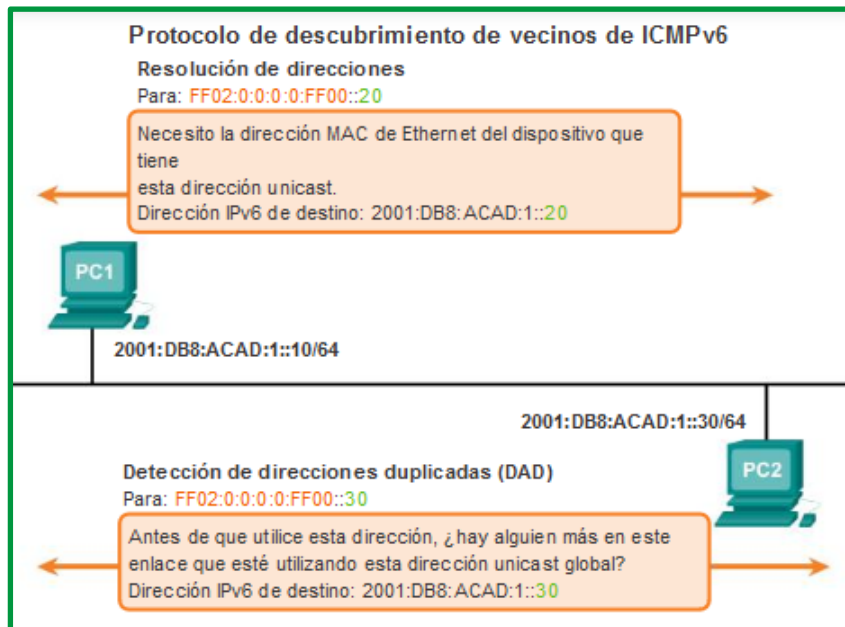 Protocolo de descubrimiento de vecinos de ICMPv6
Resolución de direcciones
Para: FF02:0:0:0:0:FF00::20
Necesito la dirección MAC de Ethernet del dispositivo que
tiene
esta dirección unicast.
Dirección IPv6 de destino: 2001:DB8:ACAD:1::20
PC1
2001:DB8:ACAD:1::10/64
2001:DB8:ACAD:1::30/64
PC2
Detección de direcciones duplicadas (DAD)
Para: FF02:0:0:0:0:FF00::30
Antes de que utilice esta dirección, ¿hay alguien más en este
enlace que esté utilizando esta dirección unicast global?
Dirección IPv6 de destino: 2001:DB8:ACAD:1::30